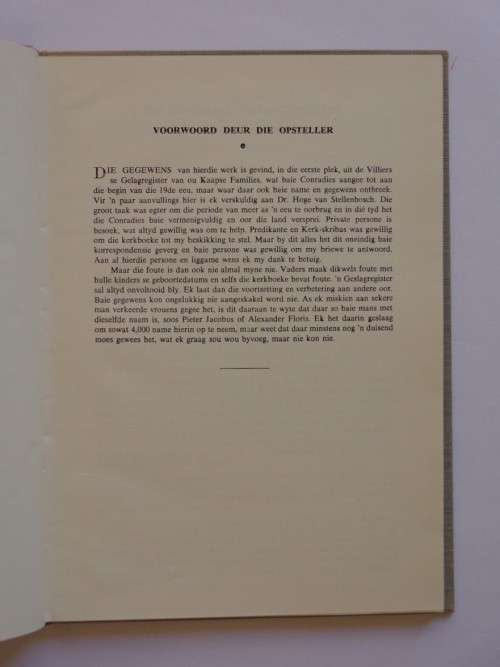 VOORWOORD DEUR DIE OPSTELLER
DIE GEGEWENS van hierdie werk is gevind, in die eerste plek, uit de Villiers
se Gelagregister van ou Kaapse Families, wat baie Conradies aangee tot aan
die begin van die 19de eeu, maar waar daar ook baie name en gegewens ontbreek.
Vir 'n paar aanvullings hier is ek verskuldig aan Dr. Hoge van Stellenbosch. Die
groot taak was egter om die periode van meer as 'n eeu te oorbrug en in die tyd het
die Conradies baie vermenigvuldig en oor die land versprei. Private persone is
besoek, wat altyd gewillig was om te help. Predikante en Kerk-skribas was gewillig
om die kerkboeke tot my beskikking te stel. Maar by dit alles het dit oneindig baie
korrespondensie geverg en baie persone was gewillig om my briewe te antwoord.
Aan al hierdie persone en liggame wens ek my dank te betuig.
Maar die foute is dan ook nie almal myne nie. Vaders maak dikwels foute met
hulle kinders se geboortedatums en selfs die kerkboeke bevat foute. 'n Geslagregister
sal altyd onvoltooid bly. Ek laat dan die voortsetting en verbetering aan andere oor.
Baie gegewens kon ongelukkig nie aangeskakel word nie. As ek miskien aan sekere
man verkeerde vrouens gegee het, is dit daaraan te wyte dat daar so baie mans met
dieselfde naam is, soos Pieter Jacobus of Alexander Floris. Ek het daarin geslaag
om sowat 4,000 name hierin op te neem, maar weet dat daar minstens nog 'n duisend
moes gewees het, wat ek graag sou wou byvoeg, maar nie kon nie.